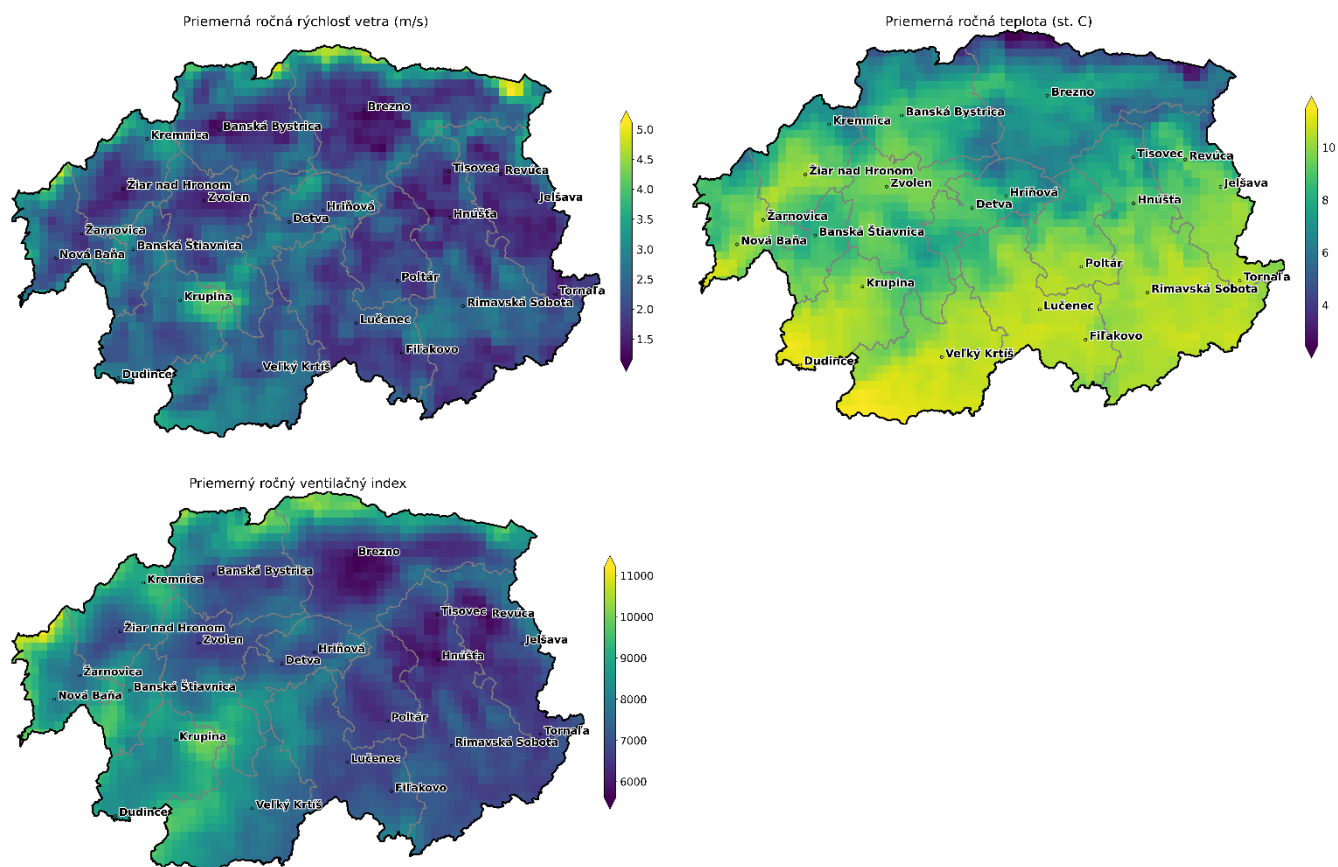 Priemerná ročná rýchlosť vetra (m/s)
Brezno
Banská Bystrica
Kremnica
Tisovec
Revúca
Žiar nad Hronom
Zvolen
Jelšava
Hriňová
Hnúšťa
Detva
Žarnovica
Banská Štiavnica
Nová Baňa
Poltár
Tornaľa
Krupina
Rimavská Sobota
Lučenec
Fiľakovo
Veľký Krtíš
Dudince
5.0
4.5
4.0
3.5
3.0
2.5
2.0
1.5
Priemerná ročná teplota (st. C)
Brezno
Banská Bystrica
Kremnica
Tisovec
Revúca
Žiar nad Hronom
Zvolen
Jelšava
Hriňová
Hnúšťa
Detva
Žarnovica
Banská Štiavnica
Nová Baňa
Poltár
Tornaľa
Krupina
Rimavská Sobota
Lučenec
Fiľakovo
Veľký Krtíš
Dudince
10
8
6
4
Priemerný ročný ventilačný index
Brezno
Banská Bystrica
Kremnica
Tisovec
Revúca
Žiar nad Hronom
Zvolen
Jelšava
Hriňová
Hnúšťa
Detva
Žarnovica
Banská Štiavnica
Nová Baňa
Poltár
Tornaľa
Krupina
Rimavská Sobota
Lučenec
Fiľakovo
Veľký Krtíš
Dudince
11000
10000
9000
8000
7000
6000